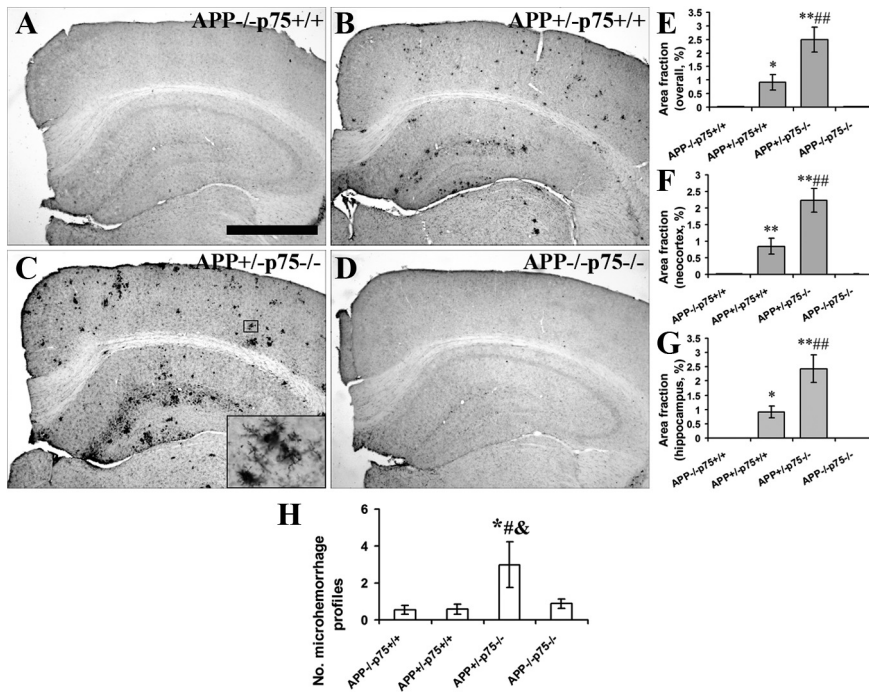 A
APP-/-p75+/+
B
APP+/-p75+/+
C
APP+/-p75-/-
D
APP-/-p75-/-
E
Area fraction
(overall, %)
3.5
3
2.5
2
1.5
1
0.5
0
*
**##
APP-/-p75+/+
APP+/-p75+/+
APP+/-p75-/-
APP-/-p75-/-
F
Area fraction
(neocortex, %)
3.5
3
2.5
2
1.5
1
0.5
0
**
**##
APP-/-p75+/+
APP+/-p75+/+
APP+/-p75-/-
APP-/-p75-/-
G
Area fraction
(hippocampus, %)
3.5
3
2.5
2
1.5
1
0.5
0
*
**##
APP-/-p75+/+
APP+/-p75+/+
APP+/-p75-/-
APP-/-p75-/-
H
No. microhemorrhage
profiles
6
4
2
0
*#&
APP-/-p75+/+
APP+/-p75+/+
APP+/-p75-/-
APP-/-p75-/-